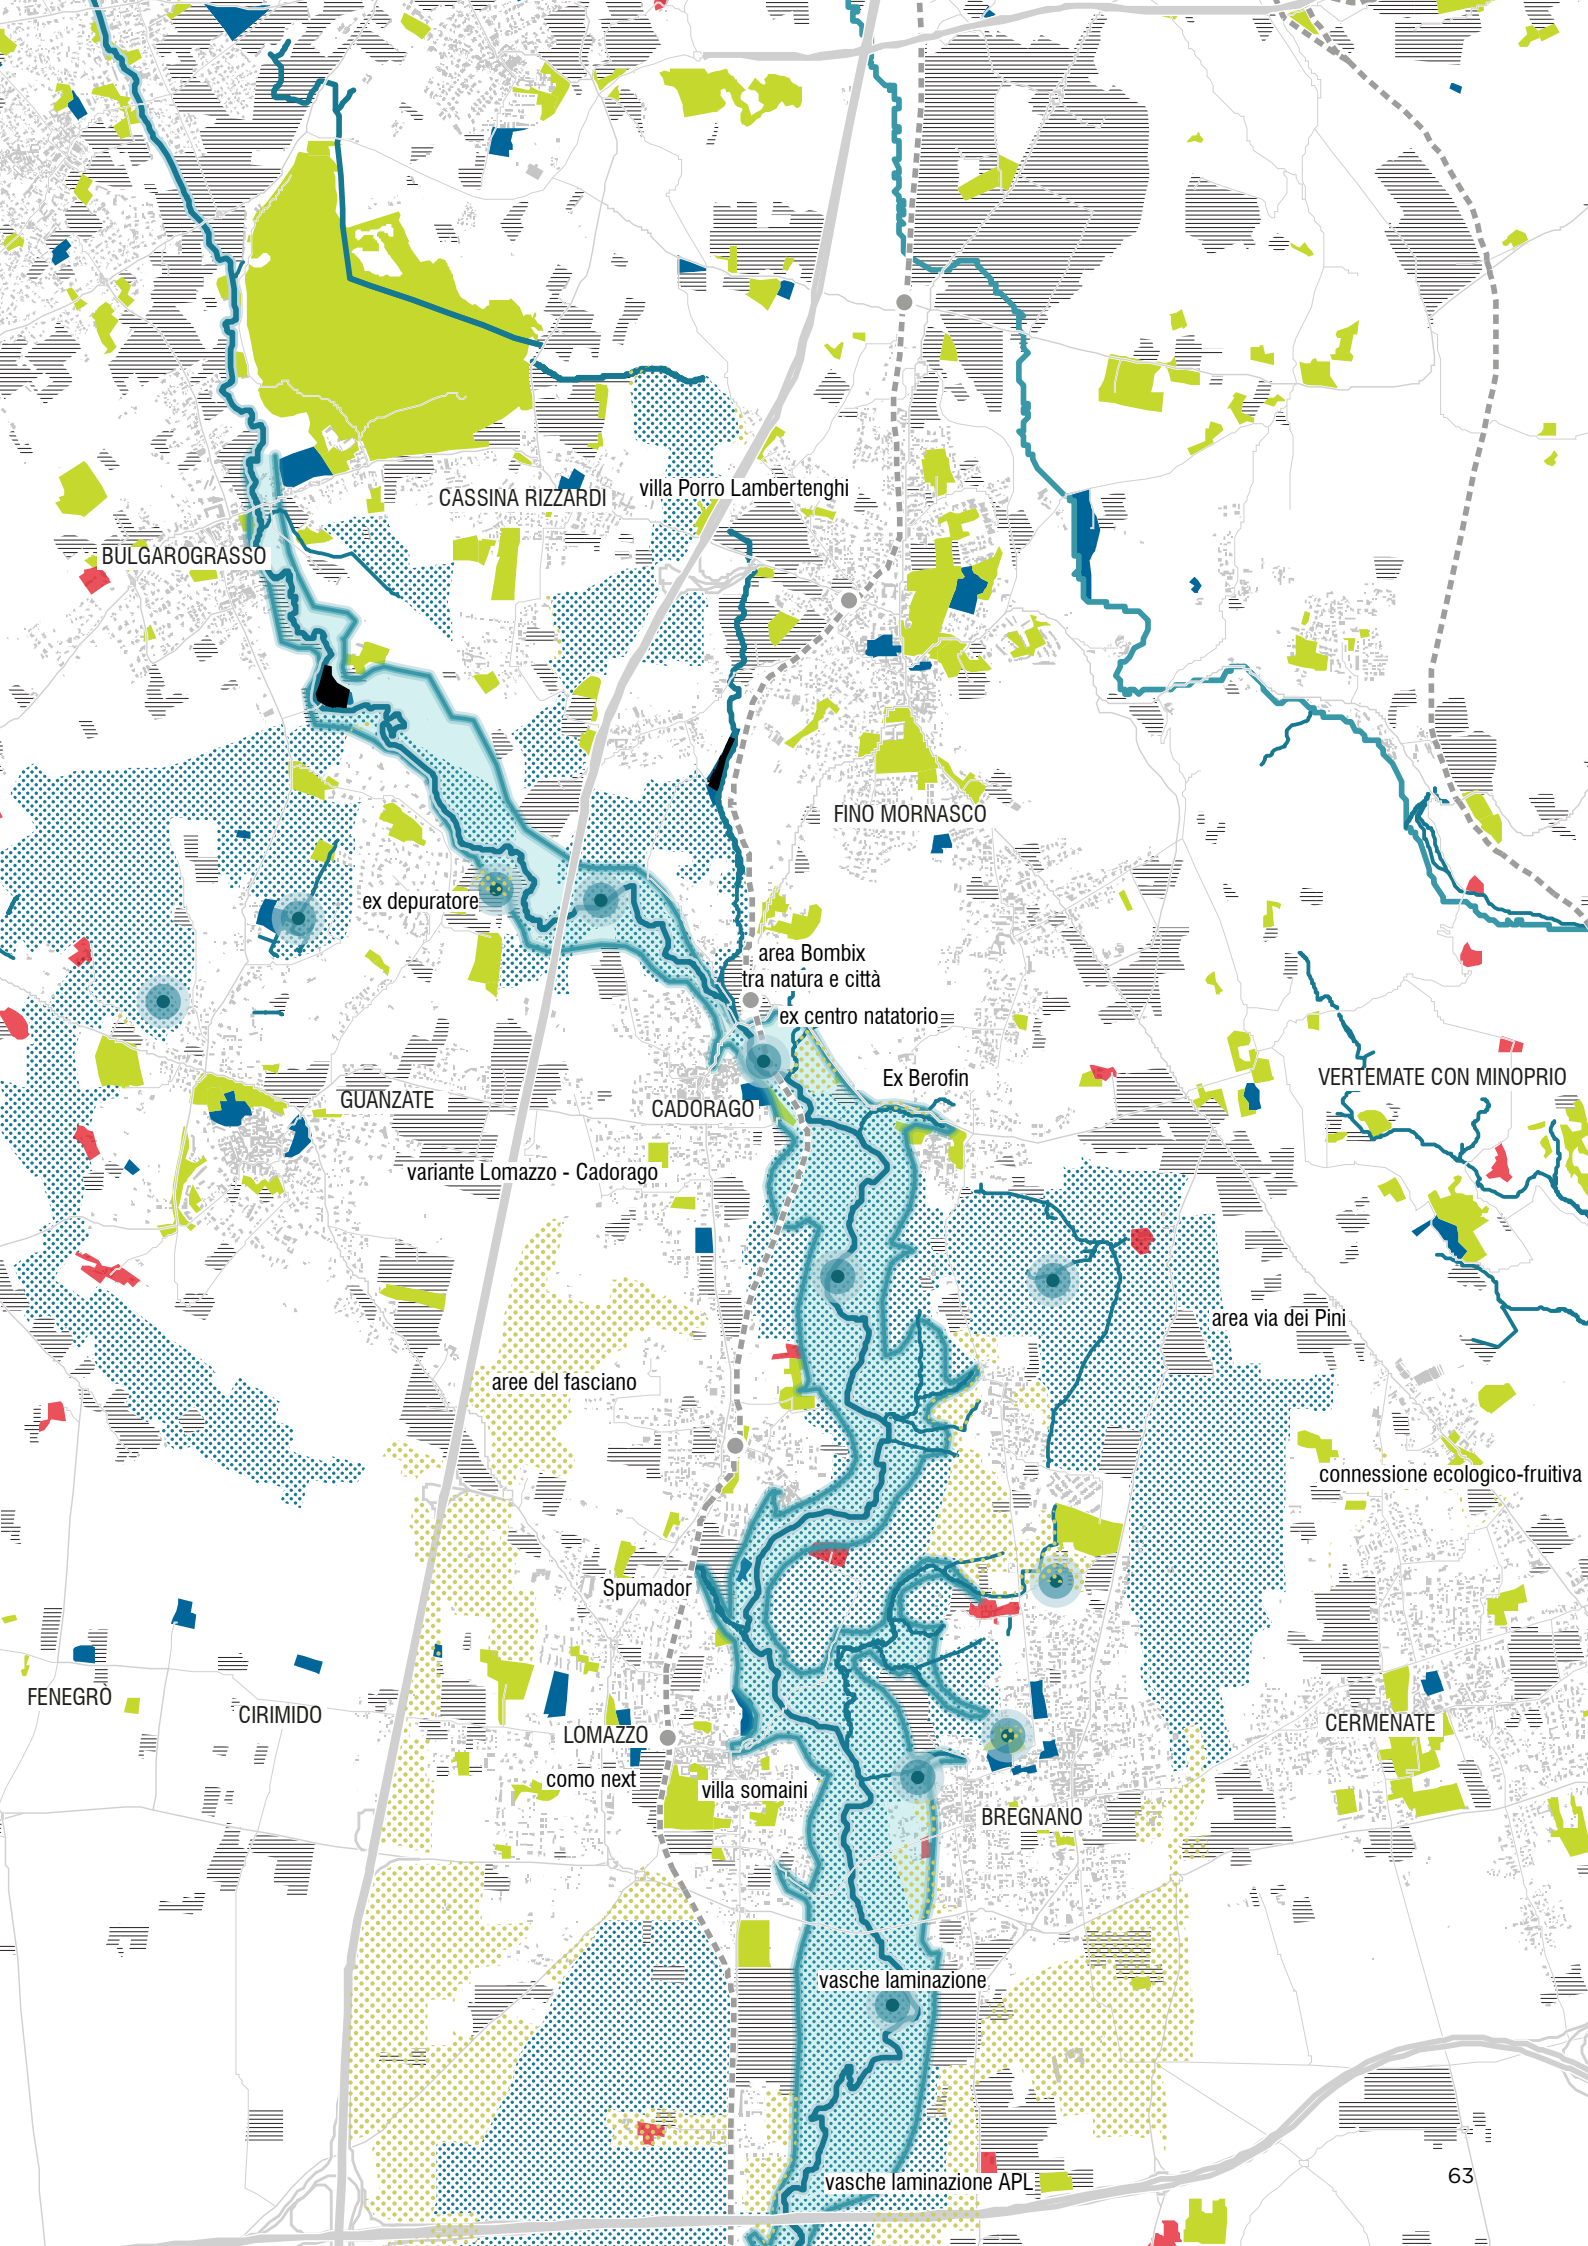 CASSINA RIZZARDI
villa Porro Lambertenghi
BULGAROGRASSO
FINO MORNASCO
ex depuratore
area Bombix
tra natura e città
ex centro natatorio
Ex Berofin
VERTEMATE CON MINOPRIO
GUANZATE
CADORAGO
variante Lomazzo - Cadorago
area via dei Pini
aree del fasciano
connessione ecologico-fruitiva
Spumador
FENEGRÒ
CIRIMIDO
LOMAZZO
CERMENATE
como next
villa somaini
BREGNANO
vasche laminazione
vasche laminazione APL
63